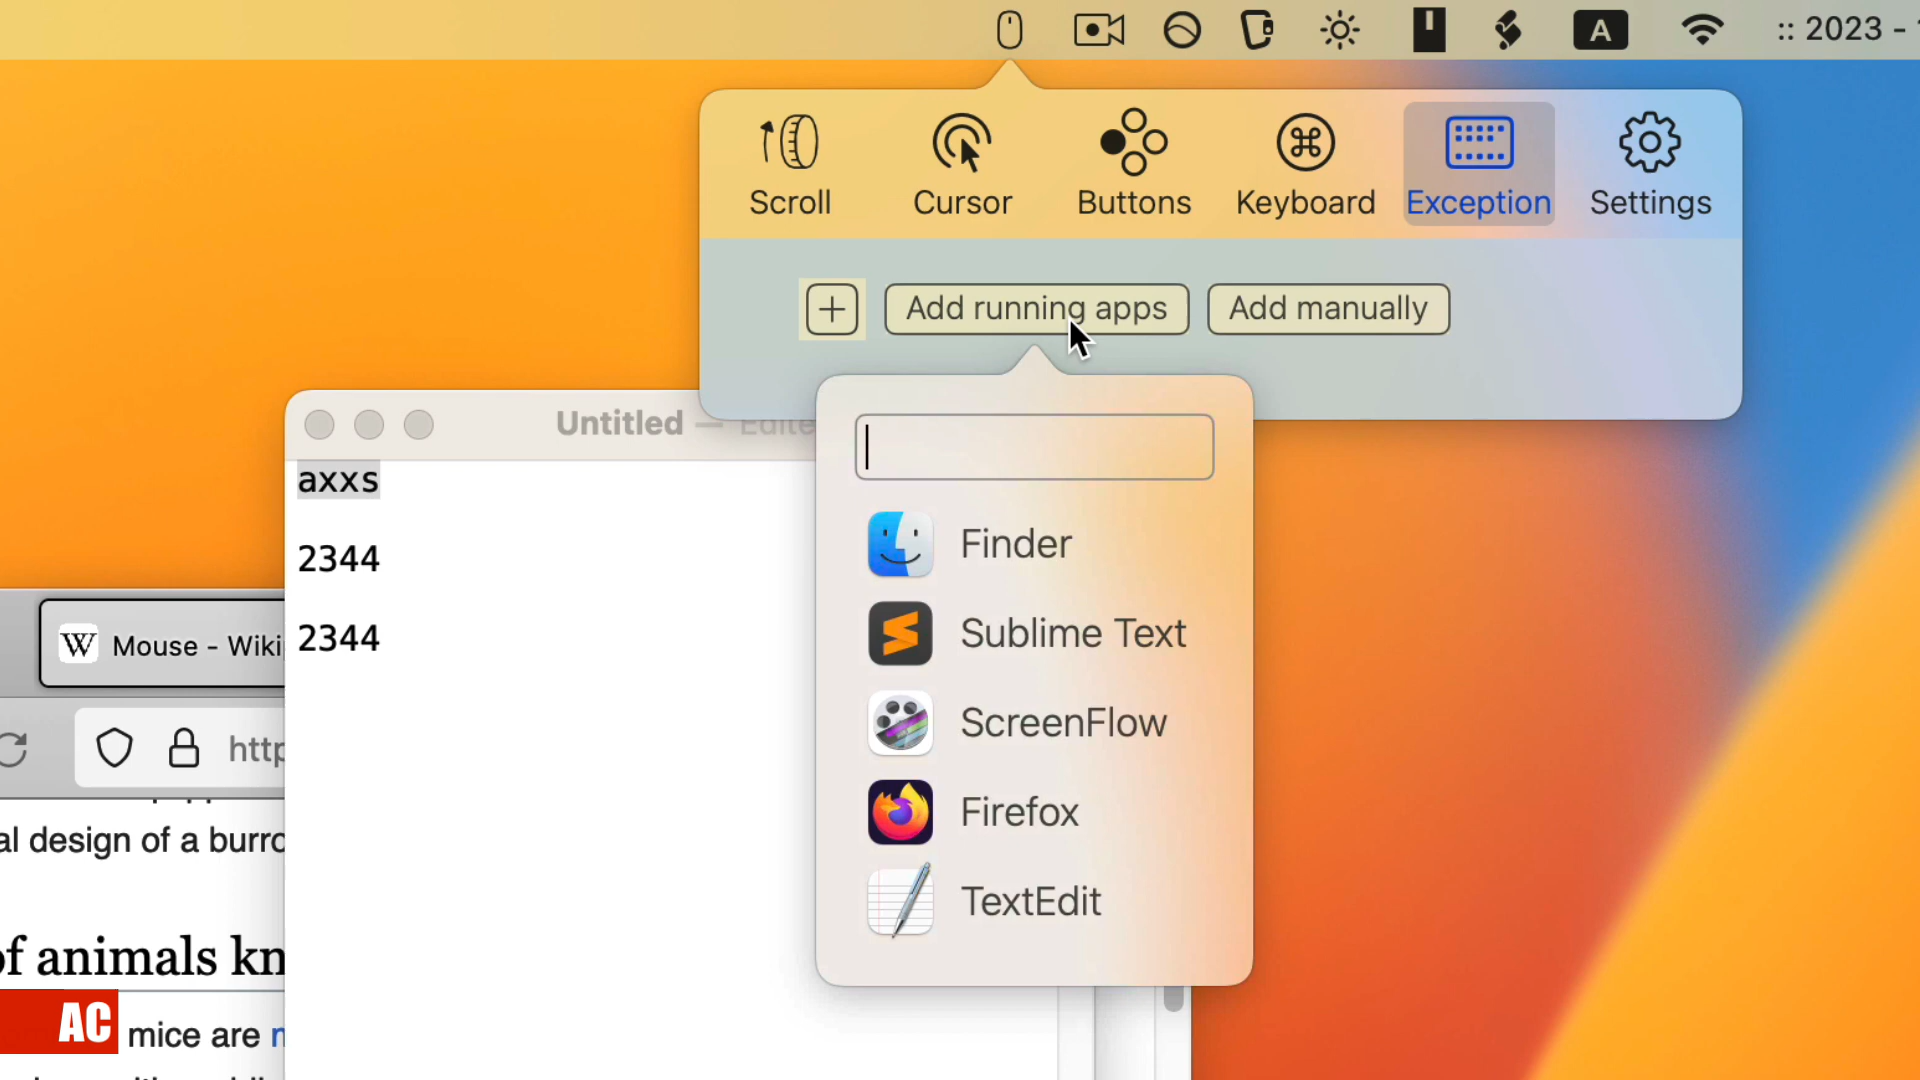 A
:: 2023 -
Scroll
Cursor
Buttons
Keyboard
Exception
Settings
Add running apps
Add manually
Untitled — Edite
axxs
2344
2344
Finder
Sublime Text
ScreenFlow
Firefox
TextEdit
W Mouse - Wiki
http
al design of a burro
of animals kn
AC
mice are